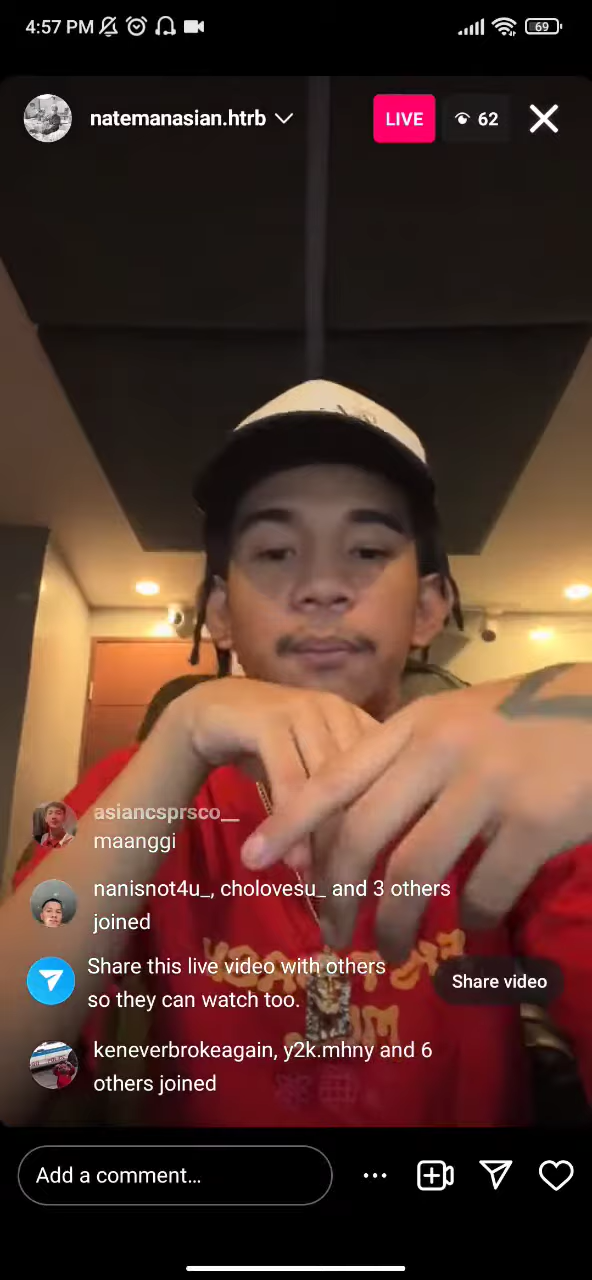 4:57 PM
69
natemanasian.htrb
LIVE
62
asiancsprsco__
maanggi
nanisnot4u_, cholovesu_ and 3 others
joined
Share this live video with others
so they can watch too.
Share video
keneverbrokeagain, y2k.mhny and 6
others joined
Add a comment...